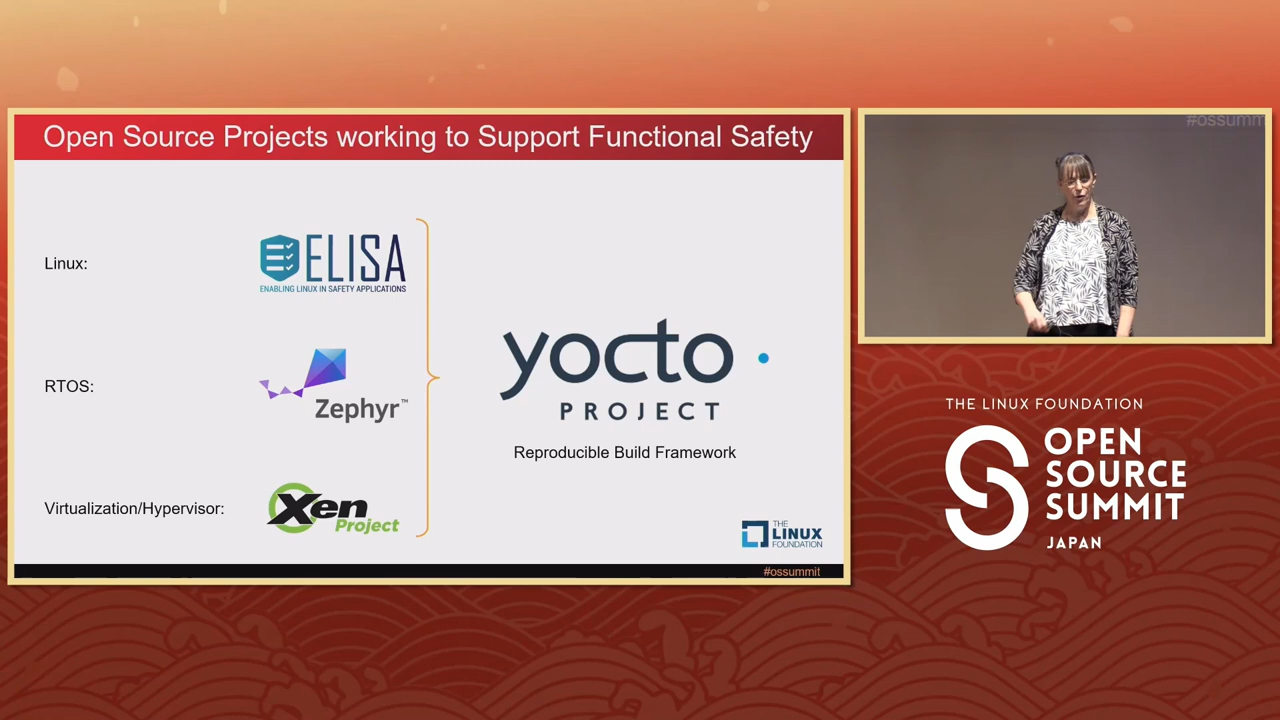 Open Source Projects working to Support Functional Safety
Linux:
ELISA
ENABLING LINUX IN SAFETY APPLICATIONS
RTOS:
Zephyr™
Virtualization/Hypervisor:
Xen
Project
yocto
PROJECT
Reproducible Build Framework
THE
LINUX
FOUNDATION
#ossummit
#ossumm
THE LINUX FOUNDATION
OPEN
SOURCE
SUMMIT
JAPAN